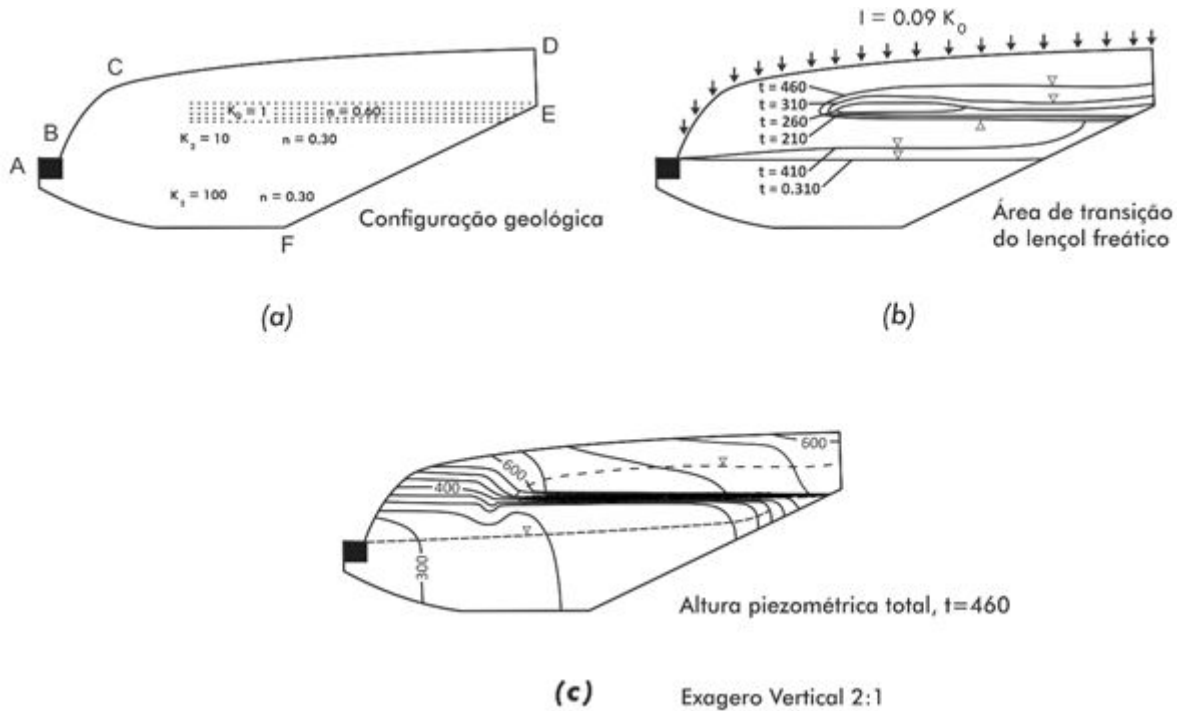 C
D
B
A
E
F
K₀ = 1 n = 0.60
K₂ = 10 n = 0.30
K₁ = 100 n = 0.30
Configuração geológica
(a)
I = 0.09 K₀
t = 460
t = 310
t = 260
t = 210
t = 410
t = 0.310
Área de transição
do lençol freático
(b)
600
600
400
300
Altura piezométrica total, t=460
(c)
Exagero Vertical 2:1